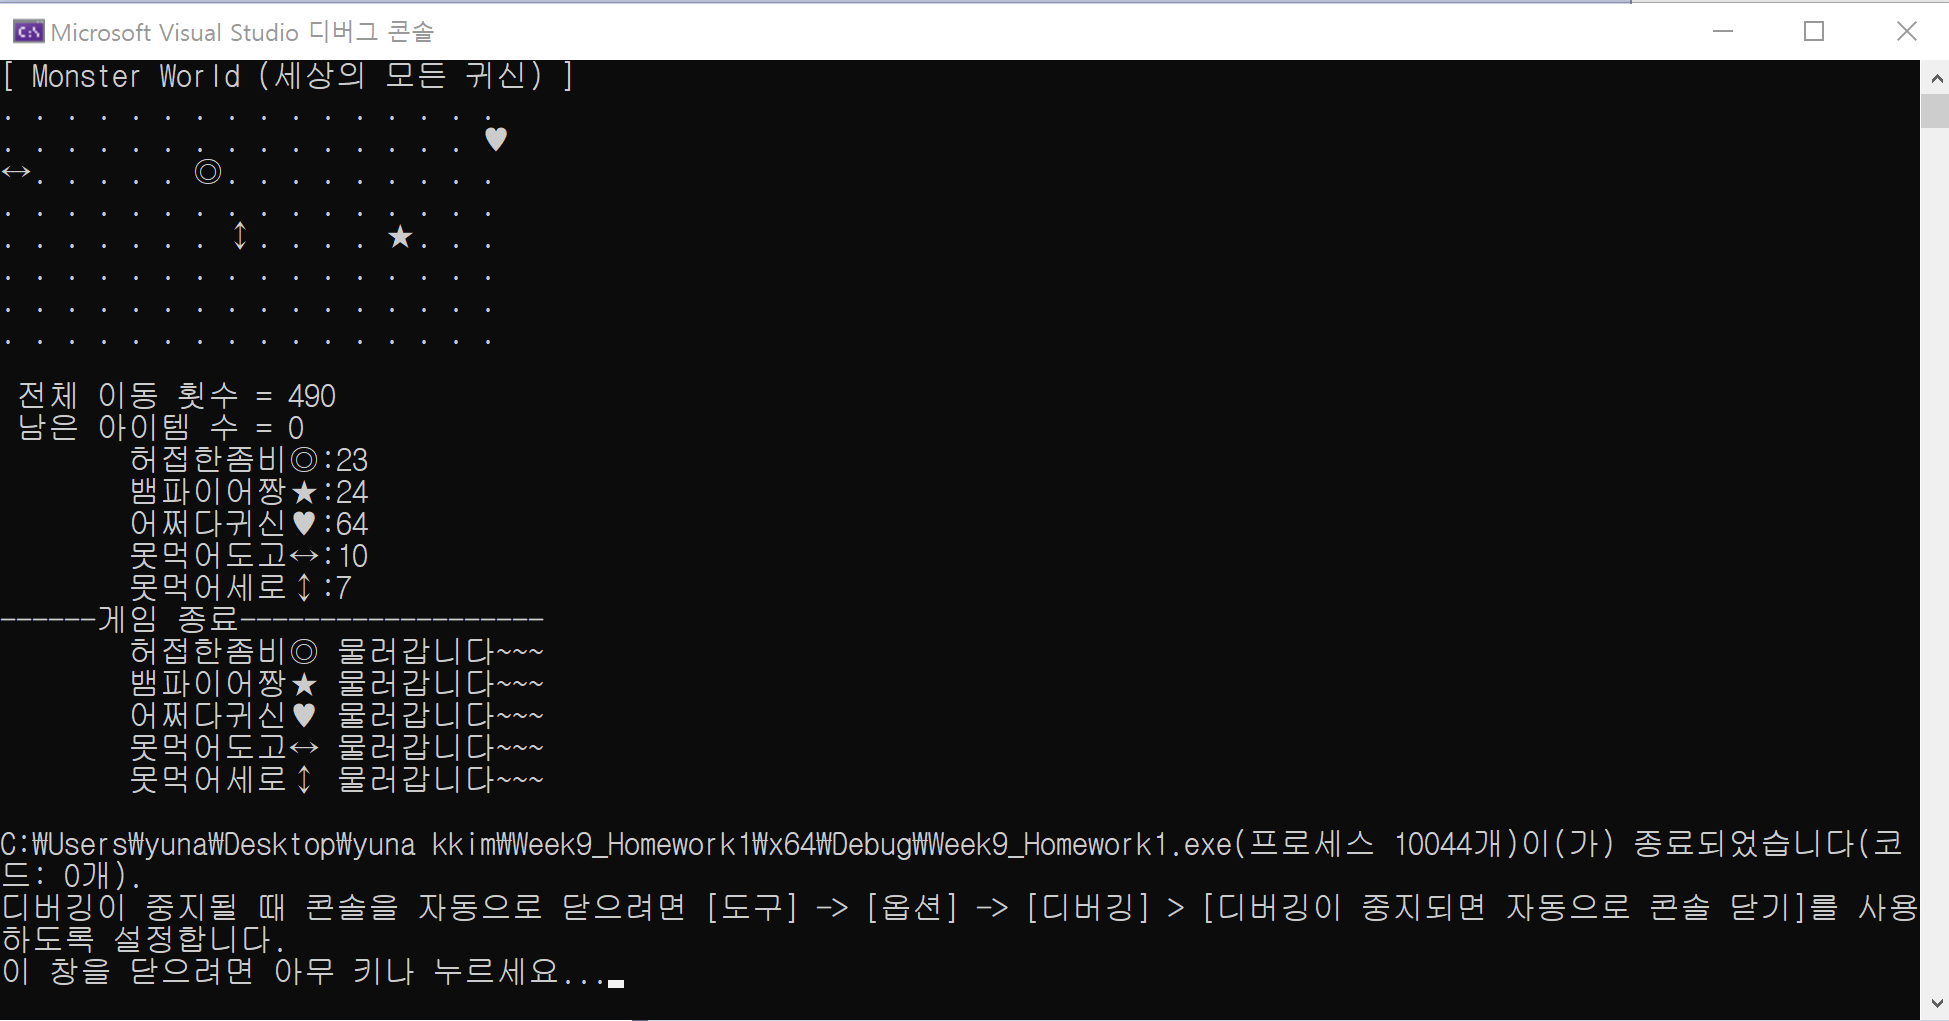 Microsoft Visual Studio 디버그 콘솔
[ Monster World (세상의 모든 귀신) ]
. . . . . . . . . . . . . . . .
. . . . . . . . . . . . . . . ♥
↔. . . . . ◎. . . . . . . . .
. . . . . . . . . . . . . . . .
. . . . . . . ↕. . . . ★. . .
. . . . . . . . . . . . . . . .
. . . . . . . . . . . . . . . .
. . . . . . . . . . . . . . . .
전체 이동 횟수 = 490
남은 아이템 수 = 0
허접한좀비◎:23
뱀파이어짱★:24
어쩌다귀신♥:64
못먹어도고↔:10
못먹어세로↕:7
------게임 종료-------------------
허접한좀비◎ 물러갑니다~~~
뱀파이어짱★ 물러갑니다~~~
어쩌다귀신♥ 물러갑니다~~~
못먹어도고↔ 물러갑니다~~~
못먹어세로↕ 물러갑니다~~~
C:₩Users₩yuna₩Desktop₩yuna kkim₩Week9_Homework1₩x64₩Debug₩Week9_Homework1.exe(프로세스 10044개)이(가) 종료되었습니다(코
드: 0개).
디버깅이 중지될 때 콘솔을 자동으로 닫으려면 [도구] -> [옵션] -> [디버깅] > [디버깅이 중지되면 자동으로 콘솔 닫기]를 사용
하도록 설정합니다.
이 창을 닫으려면 아무 키나 누르세요...